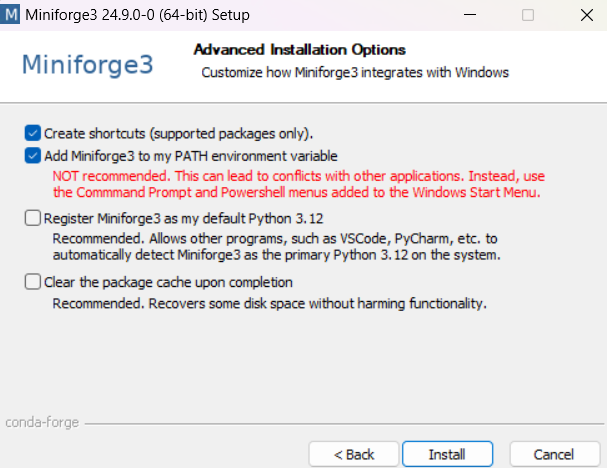 Miniforge3 24.9.0-0 (64-bit) Setup
Miniforge3
Advanced Installation Options
Customize how Miniforge3 integrates with Windows
Create shortcuts (supported packages only).
Add Miniforge3 to my PATH environment variable
NOT recommended. This can lead to conflicts with other applications. Instead, use
the Commmand Prompt and Powershell menus added to the Windows Start Menu.
Register Miniforge3 as my default Python 3.12
Recommended. Allows other programs, such as VSCode, PyCharm, etc. to
automatically detect Miniforge3 as the primary Python 3.12 on the system.
Clear the package cache upon completion
Recommended. Recovers some disk space without harming functionality.
conda-forge
< Back Install Cancel